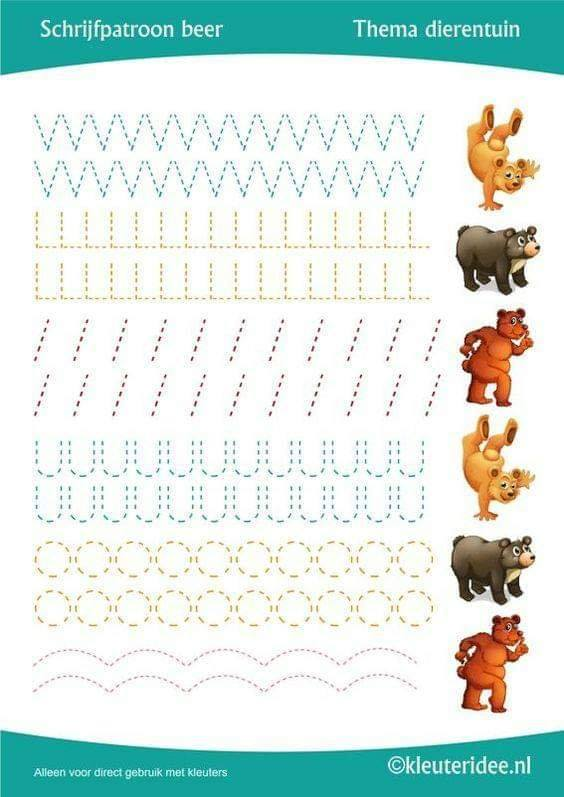 Schrijfpatroon beer
Thema dierentuin
Alleen voor direct gebruik met kleuters
©kleuteridee.nl